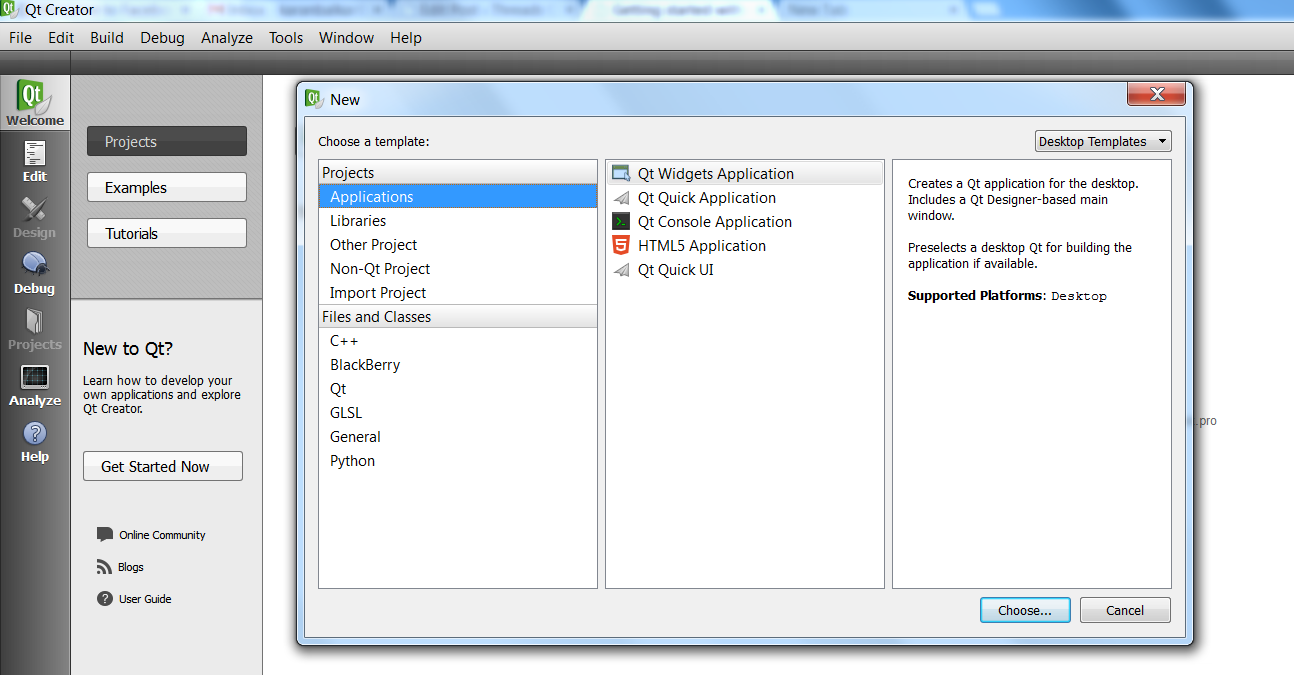 Qt Creator
File Edit Build Debug Analyze Tools Window Help
Qt
Welcome
Edit
Design
Debug
Projects
Analyze
Help
Projects
Examples
Tutorials
New to Qt?
Learn how to develop your
own applications and explore
Qt Creator.
Get Started Now
Online Community
Blogs
User Guide
New
Choose a template:
Desktop Templates
Projects
Applications
Libraries
Other Project
Non-Qt Project
Import Project
Files and Classes
C++
BlackBerry
Qt
GLSL
General
Python
Qt Widgets Application
Qt Quick Application
Qt Console Application
HTML5 Application
Qt Quick UI
Creates a Qt application for the desktop.
Includes a Qt Designer-based main
window.
Preselects a desktop Qt for building the
application if available.
Supported Platforms: Desktop
Choose...
Cancel
.pro